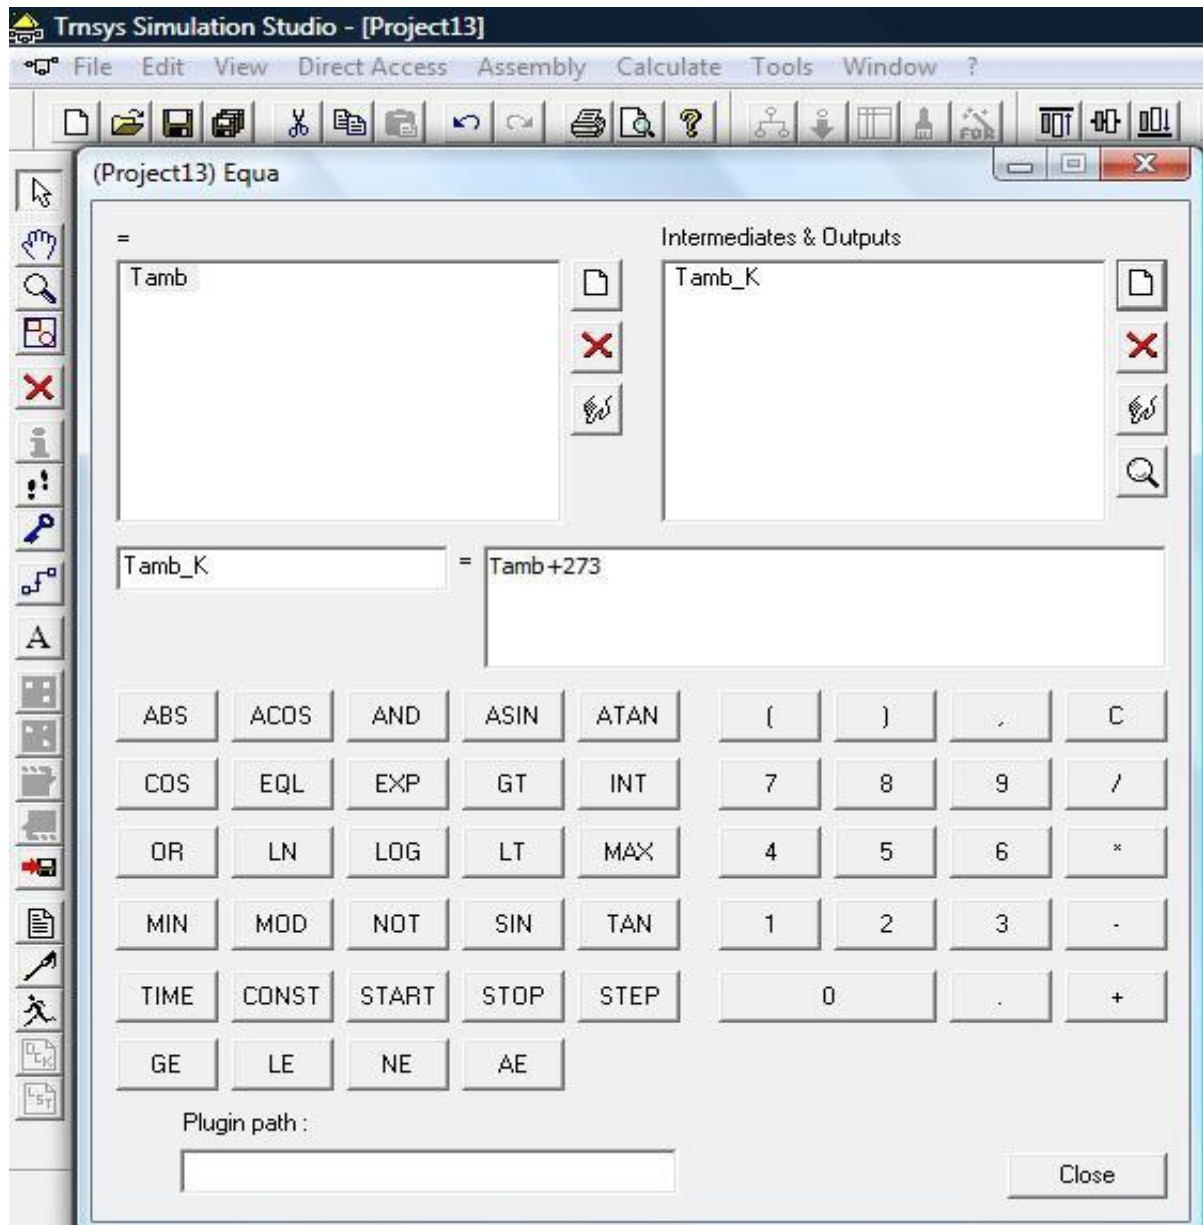 Trnsys Simulation Studio - [Project13]
File Edit View Direct Access Assembly Calculate Tools Window ?
FOR
(Project13) Equa
= Intermediates & Outputs
Tamb Tamb_K
Tamb_K = Tamb+273
A
ABS ACOS AND ASIN ATAN ( ) , C
COS EQL EXP GT INT 7 8 9 /
OR LN LOG LT MAX 4 5 6 *
MIN MOD NOT SIN TAN 1 2 3 -
TIME CONST START STOP STEP 0 . +
GE LE NE AE
DCK
LST
Plugin path :
Close